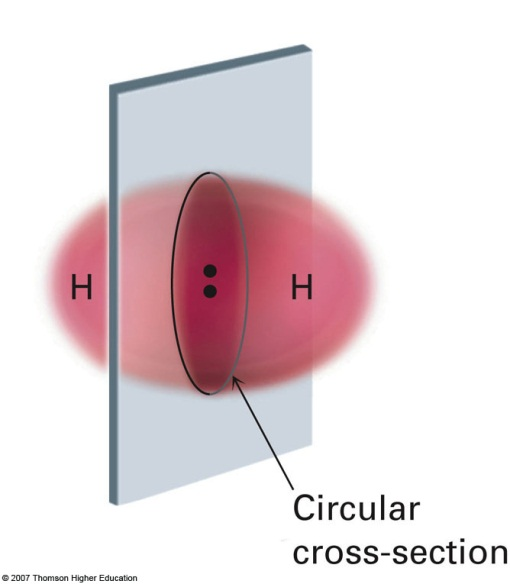 H
H
Circular
cross-section
© 2007 Thomson Higher Education